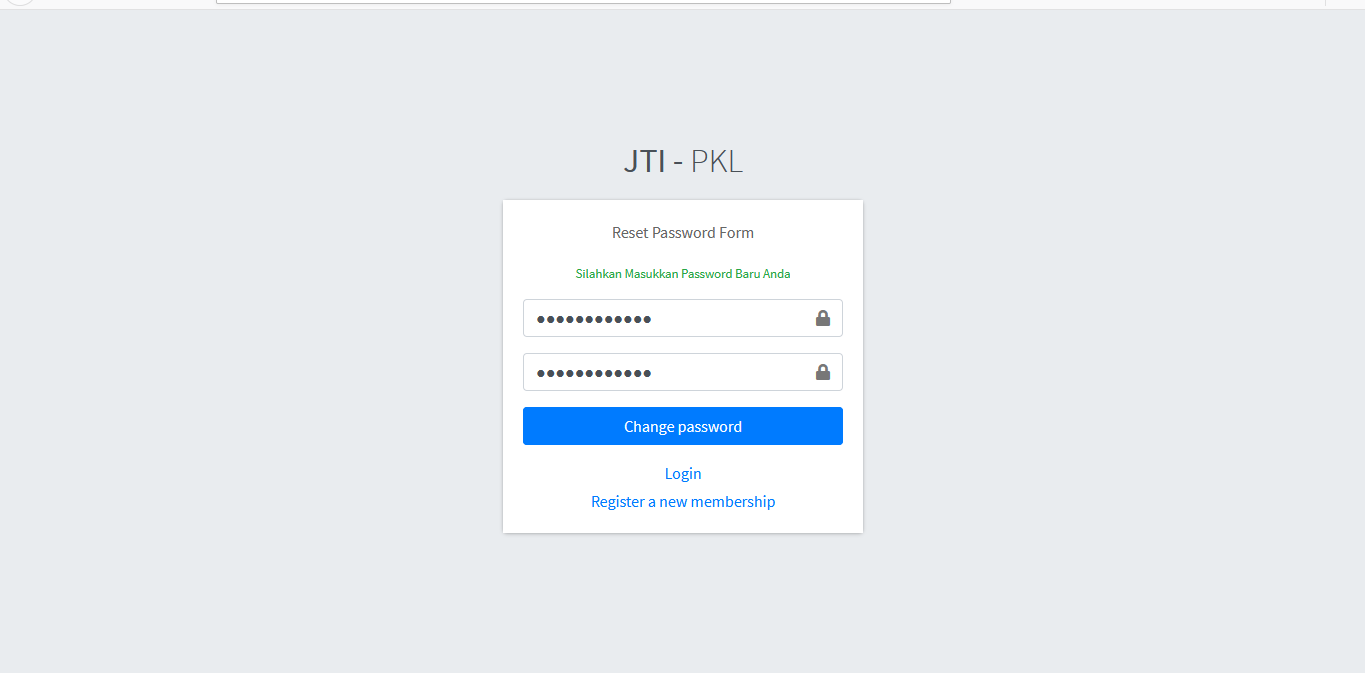 JTI - PKL
Reset Password Form
Silahkan Masukkan Password Baru Anda
Change password
Login
Register a new membership